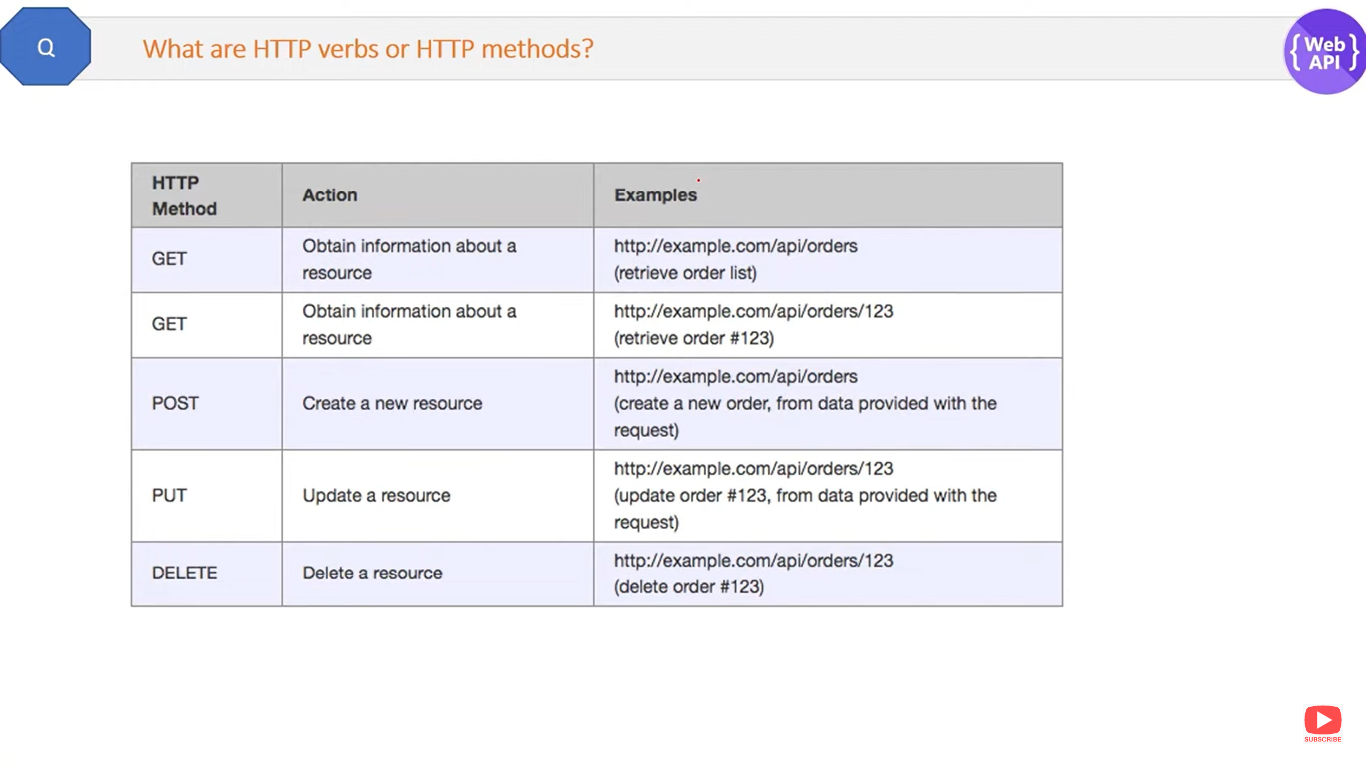 Q
What are HTTP verbs or HTTP methods?
{Web
API}
HTTP
Method
Action
Examples
GET
Obtain information about a
resource
http://example.com/api/orders
(retrieve order list)
GET
Obtain information about a
resource
http://example.com/api/orders/123
(retrieve order #123)
POST
Create a new resource
http://example.com/api/orders
(create a new order, from data provided with the
request)
PUT
Update a resource
http://example.com/api/orders/123
(update order #123, from data provided with the
request)
DELETE
Delete a resource
http://example.com/api/orders/123
(delete order #123)
SUBSCRIBE